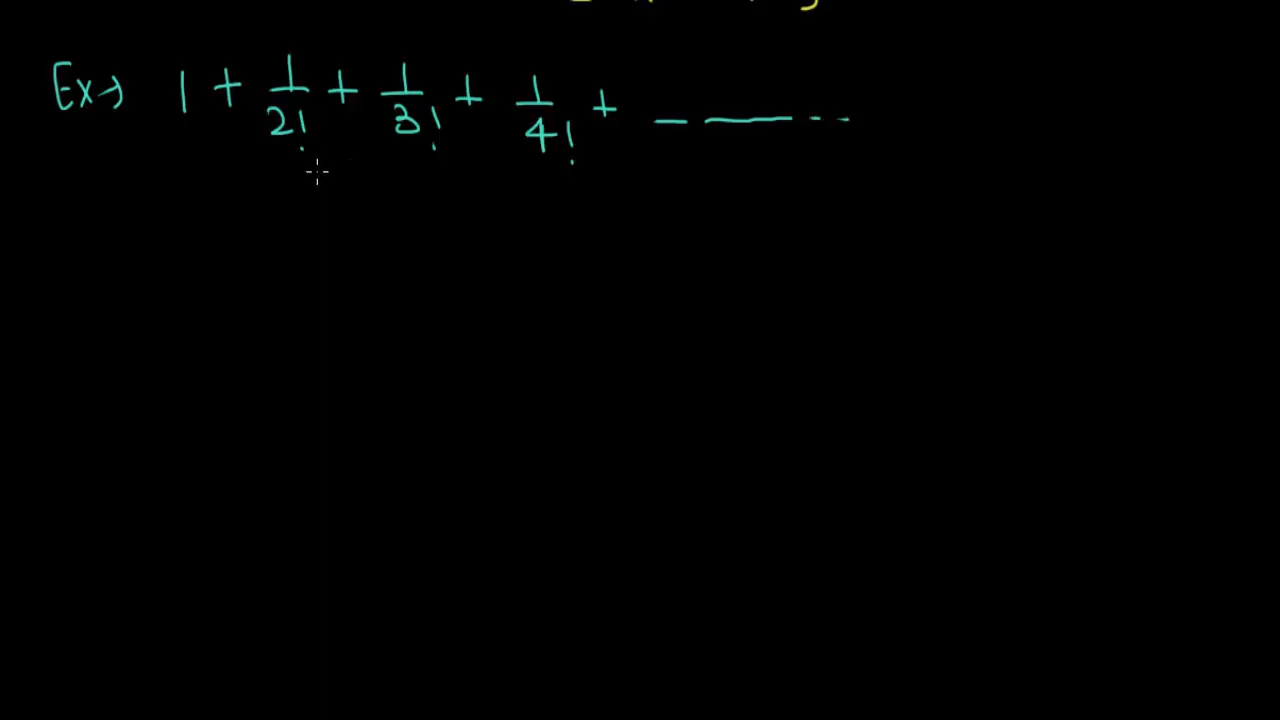 Ex→ 1 + 1/2! + 1/3! + 1/4! + — —— - -